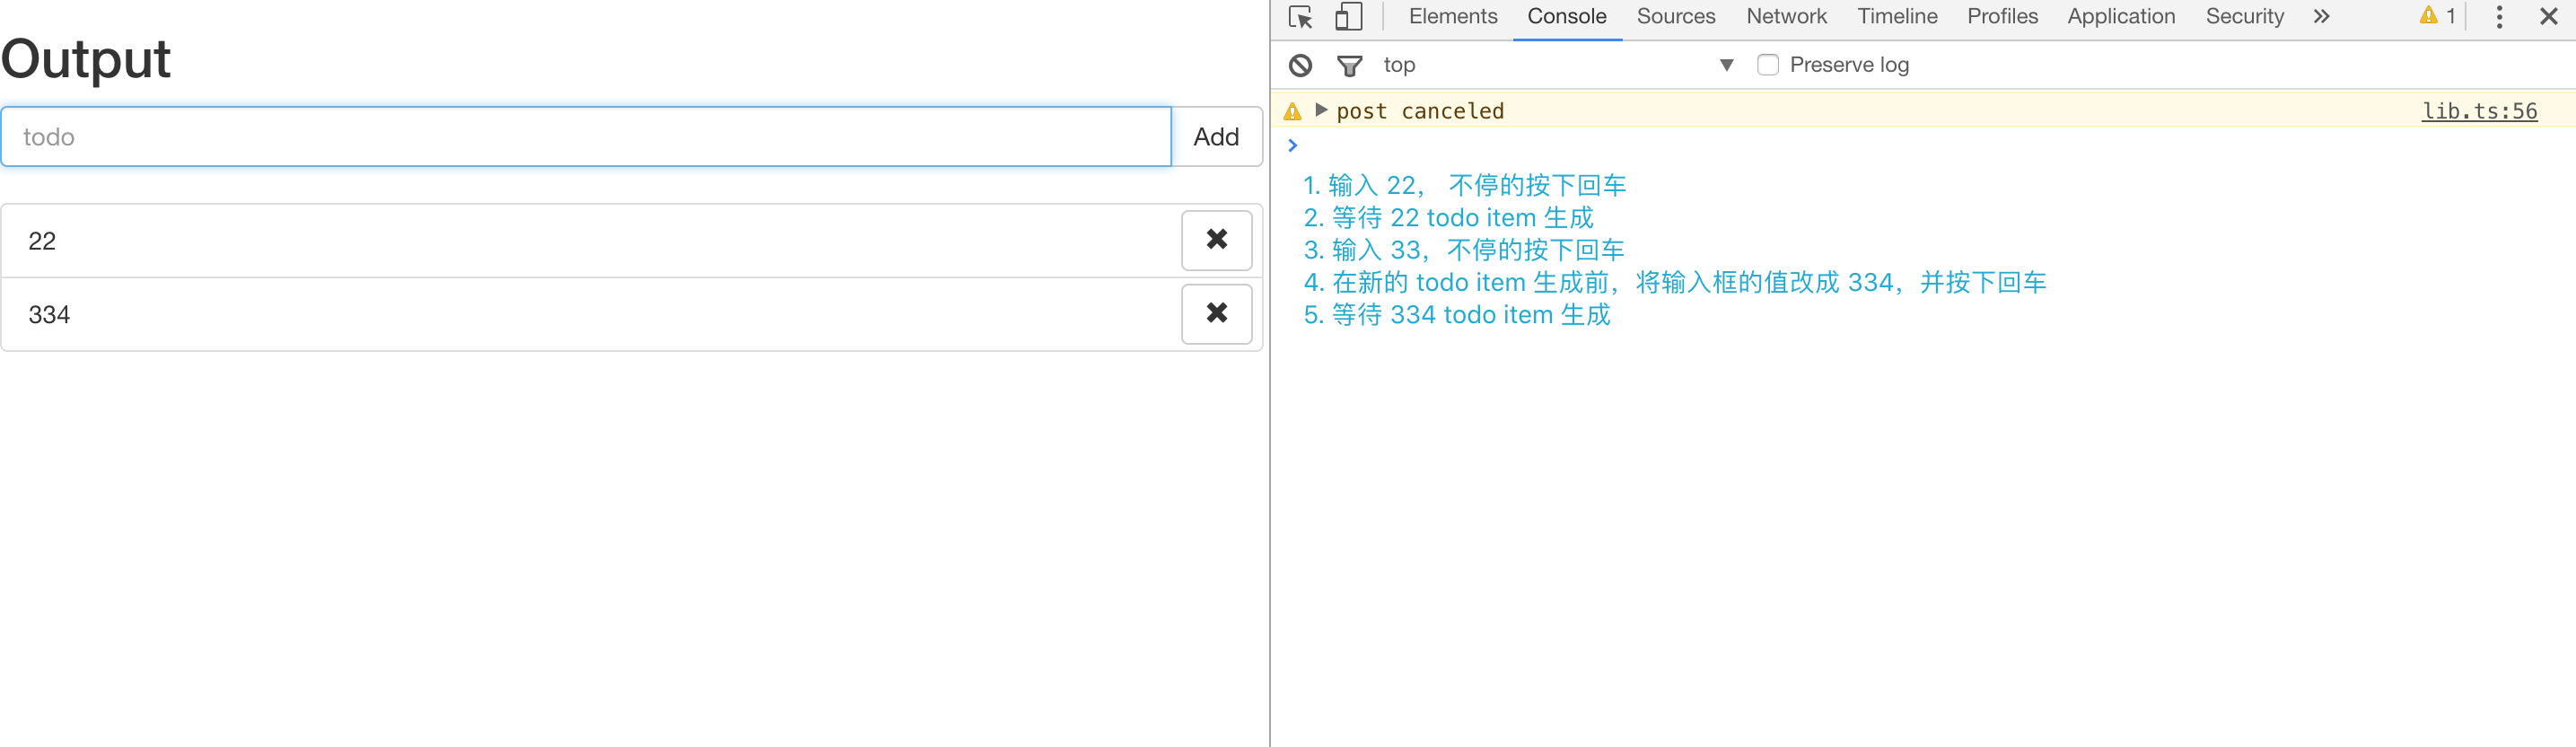 Output
todo
Add
22
334
Elements Console Sources Network Timeline Profiles Application Security » 1
top Preserve log
post canceled lib.ts:56
1. 输入 22， 不停的按下回车
2. 等待 22 todo item 生成
3. 输入 33，不停的按下回车
4. 在新的 todo item 生成前，将输入框的值改成 334，并按下回车
5. 等待 334 todo item 生成